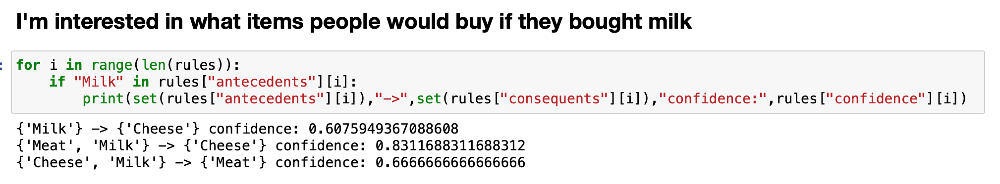 I'm interested in what items people would buy if they bought milk
:
for i in range(len(rules)):
    if "Milk" in rules["antecedents"][i]:
        print(set(rules["antecedents"][i]),"->",set(rules["consequents"][i]),"confidence:",rules["confidence"][i])
{'Milk'} -> {'Cheese'} confidence: 0.6075949367088608
{'Meat', 'Milk'} -> {'Cheese'} confidence: 0.8311688311688312
{'Cheese', 'Milk'} -> {'Meat'} confidence: 0.6666666666666666